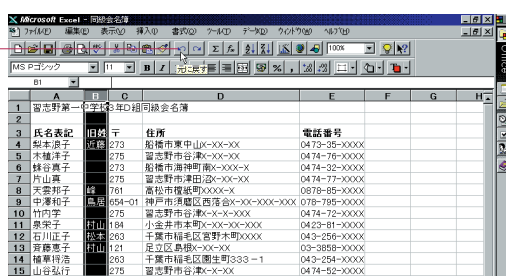 Microsoft Excel - 同級会名簿
ファイル(F) 編集(E) 表示(V) 挿入(I) 書式(O) ツール(T) データ(D) ウィンドウ(W) ヘルプ(H)
100%
MS Pゴシック 11 B I 元に戻す
B1
Office
A B C D E F G H
1 習志野第一中学校3年D組同級会名簿
2
3 氏名表記 旧姓 〒 住所 電話番号
4 梨本浪子 近藤 273 船橋市東中山X-XX-XX 0473-35-XXXX
5 木植洋子 275 習志野市谷津X-XX-XX 0474-76-XXXX
6 蜂谷真子 273 船橋市海神町南X-XXX-X 0474-32-XXXX
7 片山真 275 習志野市津田沼X-XX-XX 0474-77-XXXX
8 天雲邦子 峰 761 高松市檀紙町XXXX-X 0878-85-XXXX
9 中澤和子 鳥居 654-01 神戸市須磨区西落合X-XX-XXX-XXX 078-795-XXXX
10 竹内学 275 習志野市谷津X-X-XXX 0474-72-XXXX
11 泉栄子 村山 184 小金井市本町X-XX-XX-XXX 0423-81-XXXX
12 石川正子 松本 263 千葉市稲毛区宮野木町XXXX 043-256-XXXX
13 斉藤恵子 村山 121 足立区島根X-XX-XX 03-3858-XXXX
14 植草将浩 263 千葉市稲毛区園生町333-1 043-254-XXXX
15 山谷弘行 275 習志野市谷津X-X-XX 0474-52-XXXX